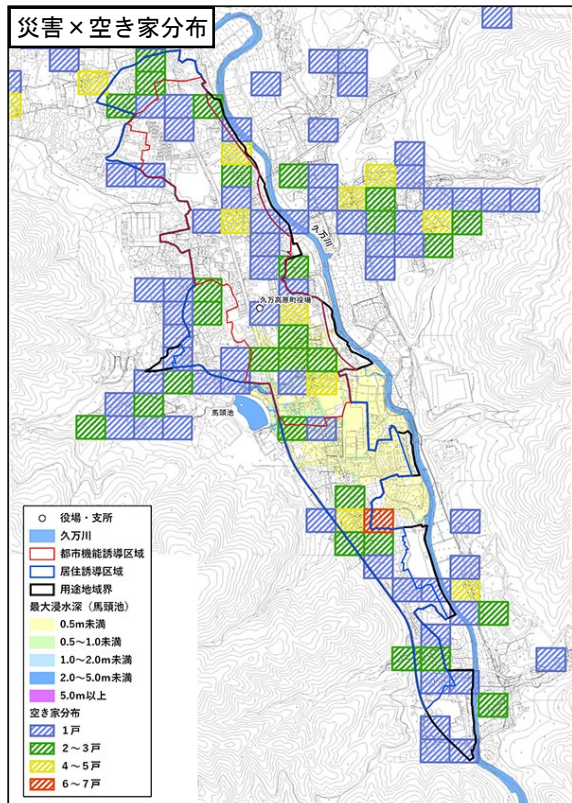 災害×空き家分布
久万川
久万高原町役場
馬頭池
役場・支所
久万川
都市機能誘導区域
居住誘導区域
用途地域界
最大浸水深（馬頭池）
0.5m未満
0.5～1.0未満
1.0～2.0m未満
2.0～5.0m未満
5.0m以上
空き家分布
1戸
2～3戸
4～5戸
6～7戸